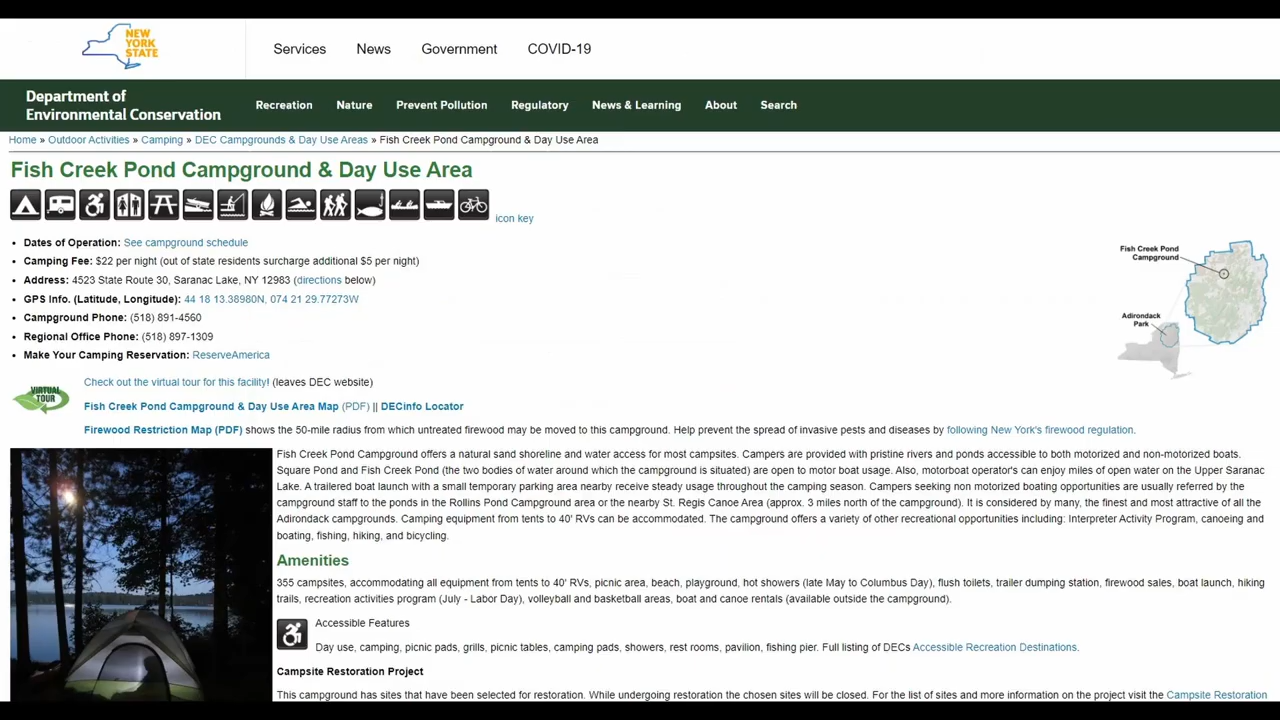 NEW
YORK
STATE
Services News Government COVID-19
Department of
Environmental Conservation
Recreation Nature Prevent Pollution Regulatory News & Learning About Search
Home » Outdoor Activities » Camping » DEC Campgrounds & Day Use Areas » Fish Creek Pond Campground & Day Use Area
Fish Creek Pond Campground & Day Use Area
icon key
• Dates of Operation: See campground schedule
• Camping Fee: $22 per night (out of state residents surcharge additional $5 per night)
• Address: 4523 State Route 30, Saranac Lake, NY 12983 (directions below)
• GPS Info. (Latitude, Longitude): 44 18 13.38980N, 074 21 29.77273W
• Campground Phone: (518) 891-4560
• Regional Office Phone: (518) 897-1309
• Make Your Camping Reservation: ReserveAmerica
Fish Creek Pond
Campground
Adirondack
Park
VIRTUAL
TOUR
Check out the virtual tour for this facility! (leaves DEC website)
Fish Creek Pond Campground & Day Use Area Map (PDF) || DECinfo Locator
Firewood Restriction Map (PDF) shows the 50-mile radius from which untreated firewood may be moved to this campground. Help prevent the spread of invasive pests and diseases by following New York's firewood regulation.
Fish Creek Pond Campground offers a natural sand shoreline and water access for most campsites. Campers are provided with pristine rivers and ponds accessible to both motorized and non-motorized boats.
Square Pond and Fish Creek Pond (the two bodies of water around which the campground is situated) are open to motor boat usage. Also, motorboat operator's can enjoy miles of open water on the Upper Saranac
Lake. A trailered boat launch with a small temporary parking area nearby receive steady usage throughout the camping season. Campers seeking non motorized boating opportunities are usually referred by the
campground staff to the ponds in the Rollins Pond Campground area or the nearby St. Regis Canoe Area (approx. 3 miles north of the campground). It is considered by many, the finest and most attractive of all the
Adirondack campgrounds. Camping equipment from tents to 40' RVs can be accommodated. The campground offers a variety of other recreational opportunities including: Interpreter Activity Program, canoeing and
boating, fishing, hiking, and bicycling.
Amenities
355 campsites, accommodating all equipment from tents to 40' RVs, picnic area, beach, playground, hot showers (late May to Columbus Day), flush toilets, trailer dumping station, firewood sales, boat launch, hiking
trails, recreation activities program (July - Labor Day), volleyball and basketball areas, boat and canoe rentals (available outside the campground).
Accessible Features
Day use, camping, picnic pads, grills, picnic tables, camping pads, showers, rest rooms, pavilion, fishing pier. Full listing of DECs Accessible Recreation Destinations.
Campsite Restoration Project
This campground has sites that have been selected for restoration. While undergoing restoration the chosen sites will be closed. For the list of sites and more information on the project visit the Campsite Restoration